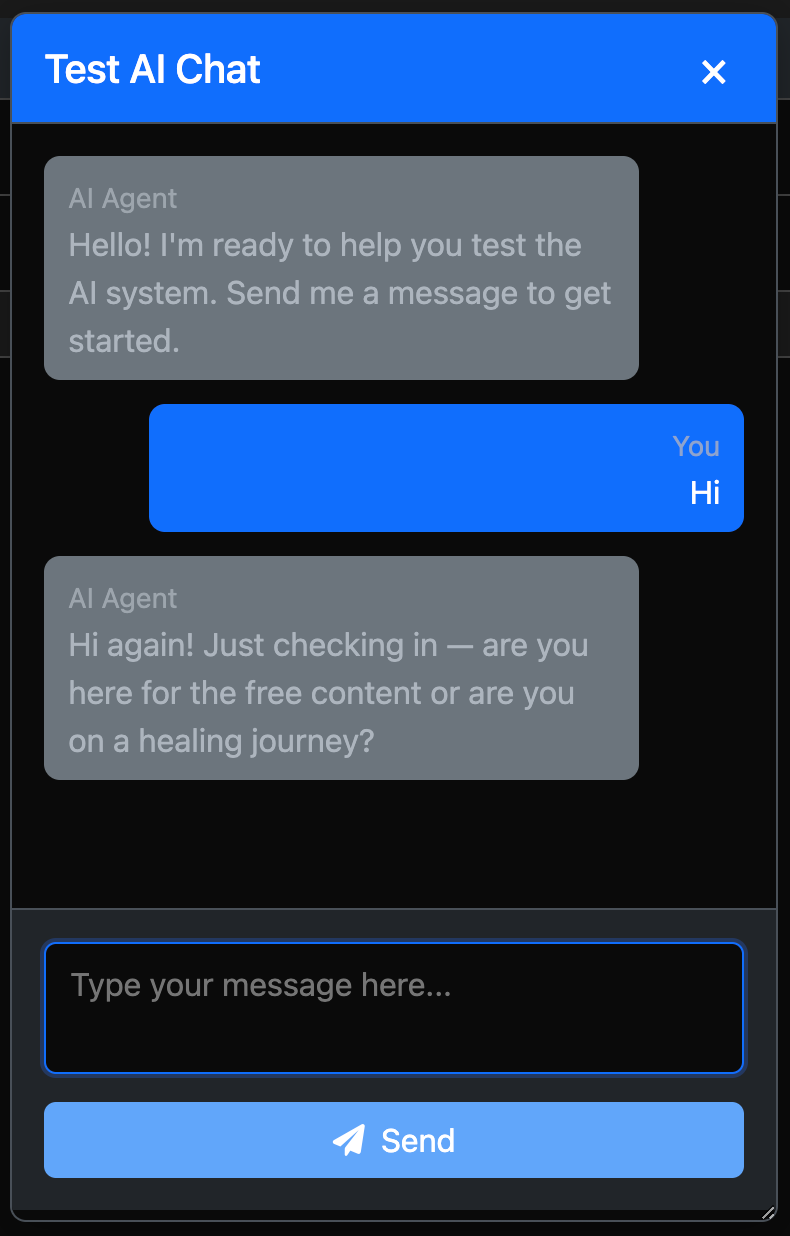 Test AI Chat ×
AI Agent
Hello! I'm ready to help you test the
AI system. Send me a message to get
started.
You
Hi
AI Agent
Hi again! Just checking in — are you
here for the free content or are you
on a healing journey?
Type your message here...
Send